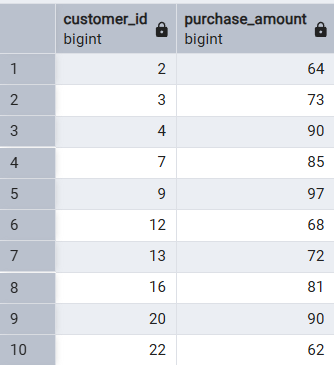 customer_id purchase_amount
bigint bigint
1 2 64
2 3 73
3 4 90
4 7 85
5 9 97
6 12 68
7 13 72
8 16 81
9 20 90
10 22 62